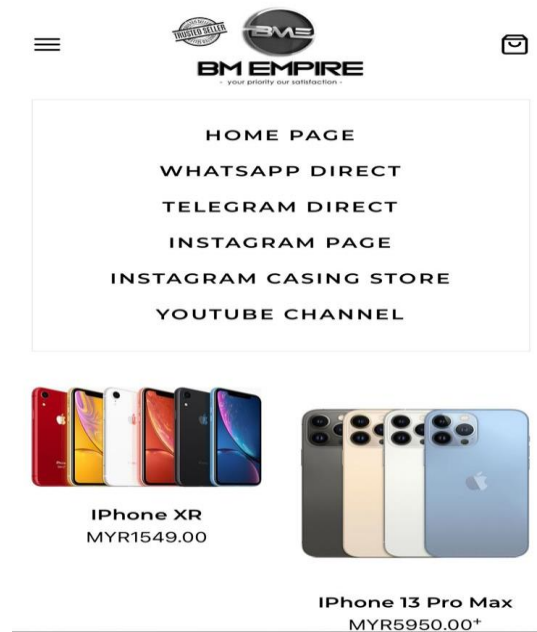 TRUSTED SELLER
BME
BM EMPIRE
- your priority our satisfaction -
HOME PAGE
WHATSAPP DIRECT
TELEGRAM DIRECT
INSTAGRAM PAGE
INSTAGRAM CASING STORE
YOUTUBE CHANNEL
IPhone XR
MYR1549.00
IPhone 13 Pro Max
MYR5950.00+